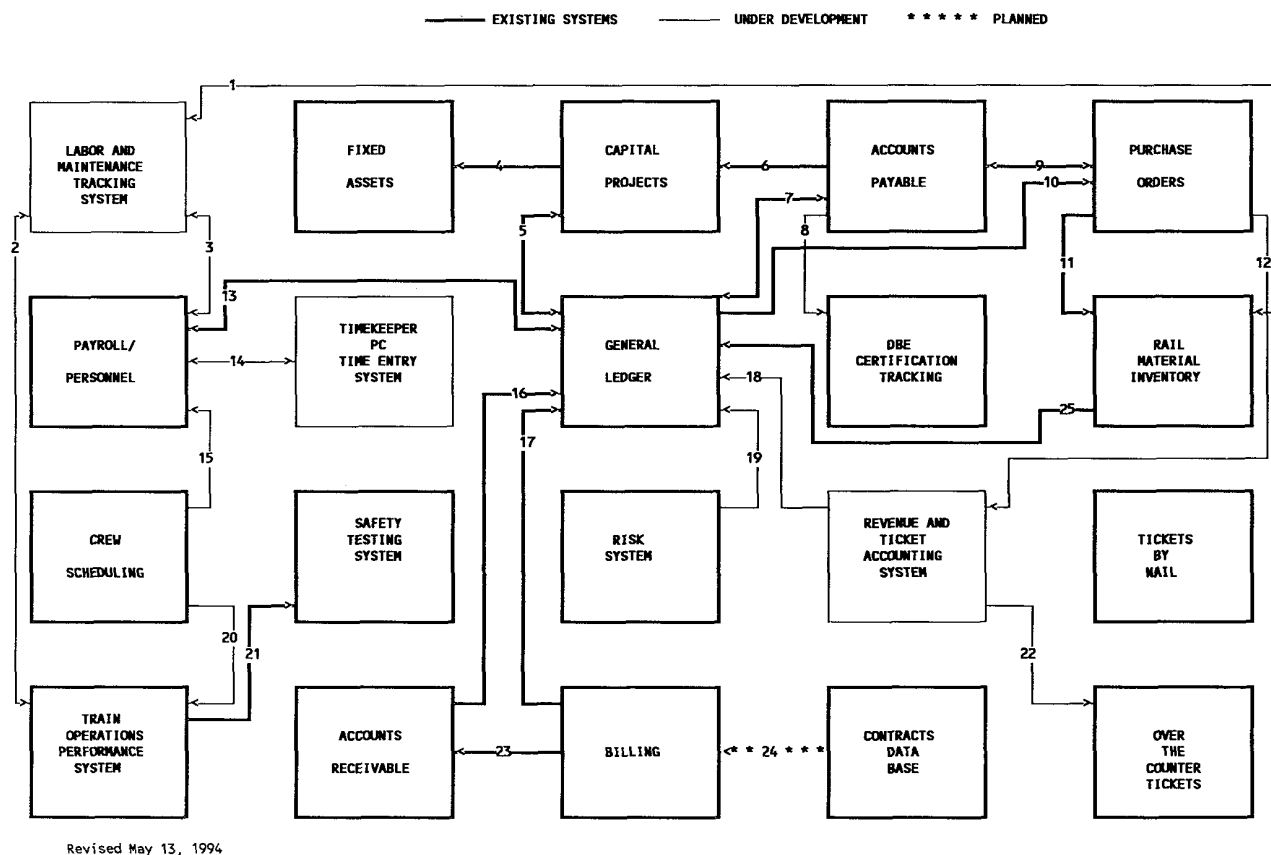 EXISTING SYSTEMS UNDER DEVELOPMENT * * * * * PLANNED
1
LABOR AND
MAINTENANCE
TRACKING
SYSTEM
FIXED
ASSETS
4
CAPITAL
PROJECTS
6
ACCOUNTS
PAYABLE
9
10
PURCHASE
ORDERS
2
3
5
7
8
11
12
13
PAYROLL/
PERSONNEL
14
TIMEKEEPER
PC
TIME ENTRY
SYSTEM
GENERAL
LEDGER
DBE
CERTIFICATION
TRACKING
RAIL
MATERIAL
INVENTORY
16
18
17
25
15
19
CREW
SCHEDULING
SAFETY
TESTING
SYSTEM
RISK
SYSTEM
REVENUE AND
TICKET
ACCOUNTING
SYSTEM
TICKETS
BY
MAIL
20
21
22
TRAIN
OPERATIONS
PERFORMANCE
SYSTEM
ACCOUNTS
RECEIVABLE
23
BILLING
* * 24 * * *
CONTRACTS
DATA
BASE
OVER
THE
COUNTER
TICKETS
Revised May 13, 1994